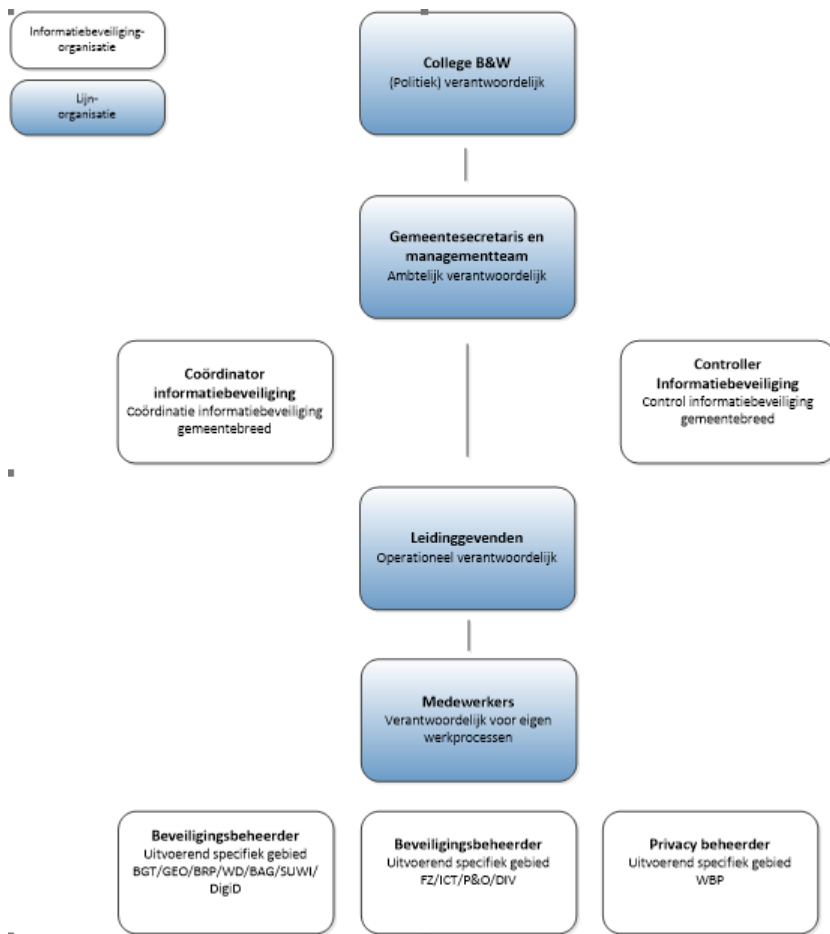 Informatiebeveiliging-
organisatie
Lijn-
organisatie
College B&W
(Politiek) verantwoordelijk
Gemeentesecretaris en
managementteam
Ambtelijk verantwoordelijk
Coördinator
informatiebeveiliging
Coördinatie informatiebeveiliging
gemeentebreed
Controller
Informatiebeveiliging
Control informatiebeveiliging
gemeentebreed
Leidinggevenden
Operationeel verantwoordelijk
Medewerkers
Verantwoordelijk voor eigen
werkprocessen
Beveiligingsbeheerder
Uitvoerend specifiek gebied
BGT/GEO/BRP/WD/BAG/SUWI/
DigiD
Beveiligingsbeheerder
Uitvoerend specifiek gebied
FZ/ICT/P&O/DIV
Privacy beheerder
Uitvoerend specifiek gebied
WBP